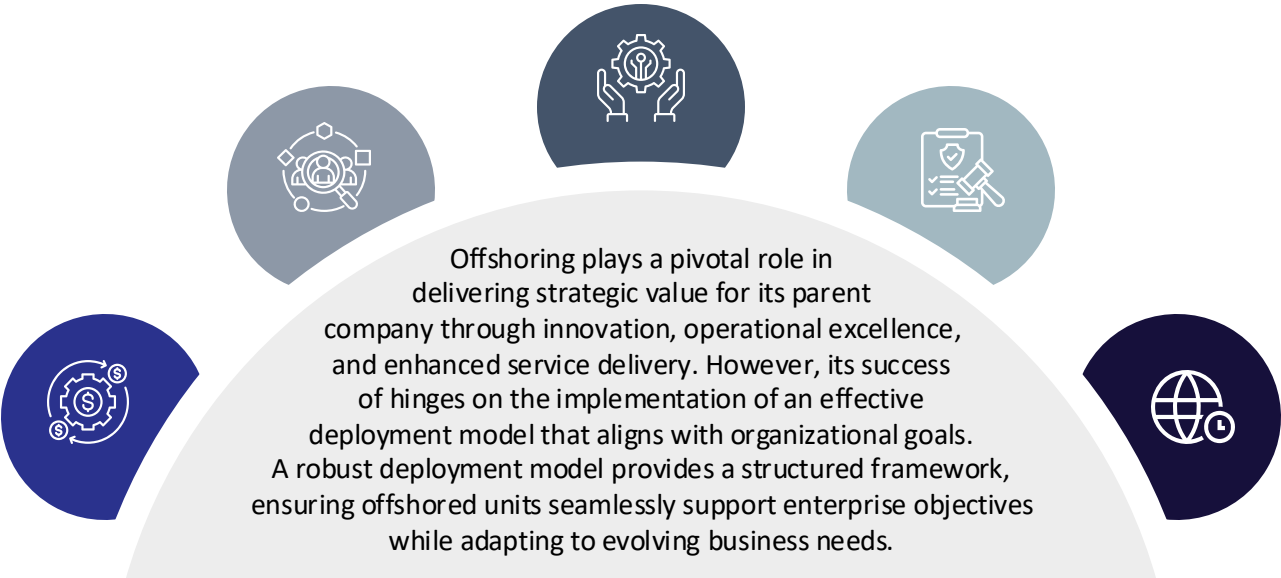 Offshoring plays a pivotal role in
delivering strategic value for its parent
company through innovation, operational excellence,
and enhanced service delivery. However, its success
of hinges on the implementation of an effective
deployment model that aligns with organizational goals.
A robust deployment model provides a structured framework,
ensuring offshored units seamlessly support enterprise objectives
while adapting to evolving business needs.